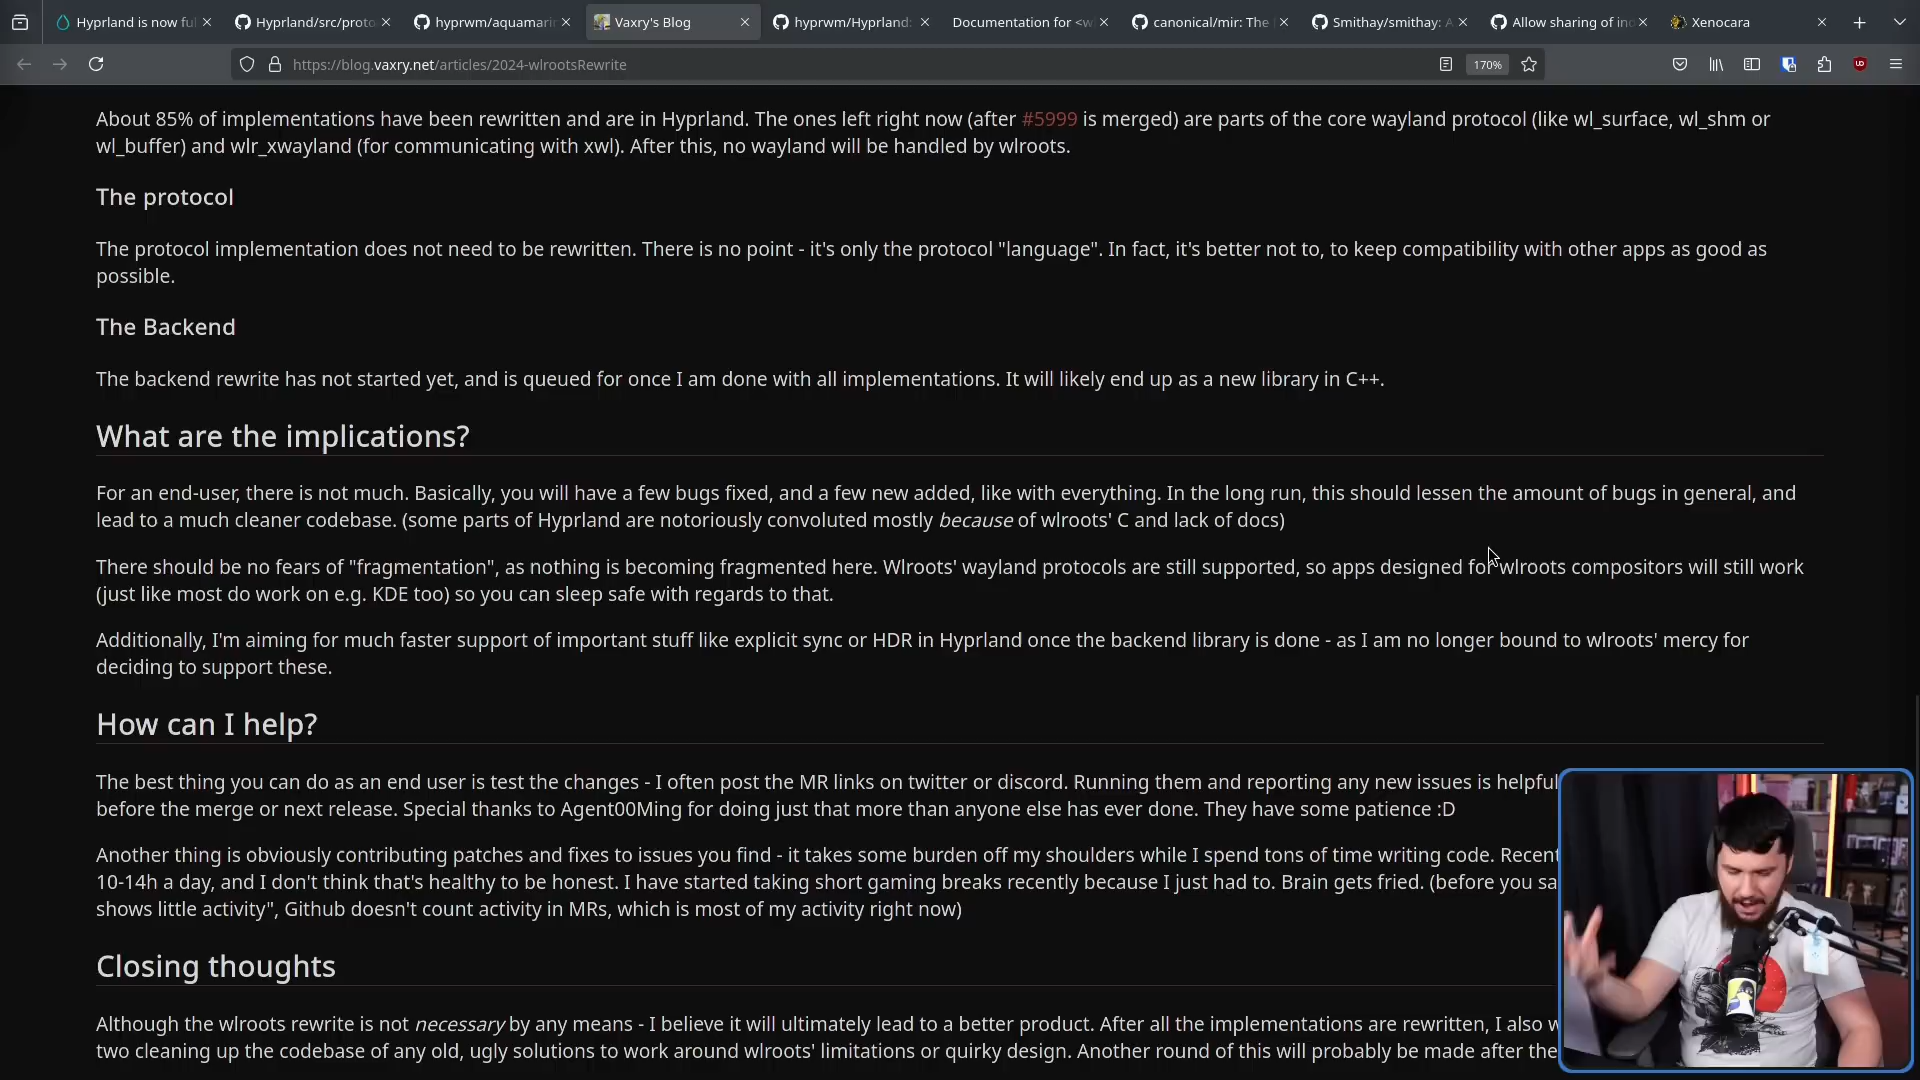 Hyprland is now ful
Hyprland/src/proto
hyprwm/aquamarin
Vaxry's Blog
hyprwm/Hyprland:
Documentation for <w
canonical/mir: The
Smithay/smithay: A
Allow sharing of in
Xenocara
https://blog.vaxry.net/articles/2024-wlrootsRewrite
170%
About 85% of implementations have been rewritten and are in Hyprland. The ones left right now (after #5999 is merged) are parts of the core wayland protocol (like wl_surface, wl_shm or
wl_buffer) and wlr_xwayland (for communicating with xwl). After this, no wayland will be handled by wlroots.
The protocol
The protocol implementation does not need to be rewritten. There is no point - it's only the protocol "language". In fact, it's better not to, to keep compatibility with other apps as good as
possible.
The Backend
The backend rewrite has not started yet, and is queued for once I am done with all implementations. It will likely end up as a new library in C++.
What are the implications?
For an end-user, there is not much. Basically, you will have a few bugs fixed, and a few new added, like with everything. In the long run, this should lessen the amount of bugs in general, and
lead to a much cleaner codebase. (some parts of Hyprland are notoriously convoluted mostly because of wlroots' C and lack of docs)
There should be no fears of "fragmentation", as nothing is becoming fragmented here. Wlroots' wayland protocols are still supported, so apps designed for wlroots compositors will still work
(just like most do work on e.g. KDE too) so you can sleep safe with regards to that.
Additionally, I'm aiming for much faster support of important stuff like explicit sync or HDR in Hyprland once the backend library is done - as I am no longer bound to wlroots' mercy for
deciding to support these.
How can I help?
The best thing you can do as an end user is test the changes - I often post the MR links on twitter or discord. Running them and reporting any new issues is helpful
before the merge or next release. Special thanks to Agent00Ming for doing just that more than anyone else has ever done. They have some patience :D
Another thing is obviously contributing patches and fixes to issues you find - it takes some burden off my shoulders while I spend tons of time writing code. Recent
10-14h a day, and I don't think that's healthy to be honest. I have started taking short gaming breaks recently because I just had to. Brain gets fried. (before you sa
shows little activity", Github doesn't count activity in MRs, which is most of my activity right now)
Closing thoughts
Although the wlroots rewrite is not necessary by any means - I believe it will ultimately lead to a better product. After all the implementations are rewritten, I also w
two cleaning up the codebase of any old, ugly solutions to work around wlroots' limitations or quirky design. Another round of this will probably be made after the